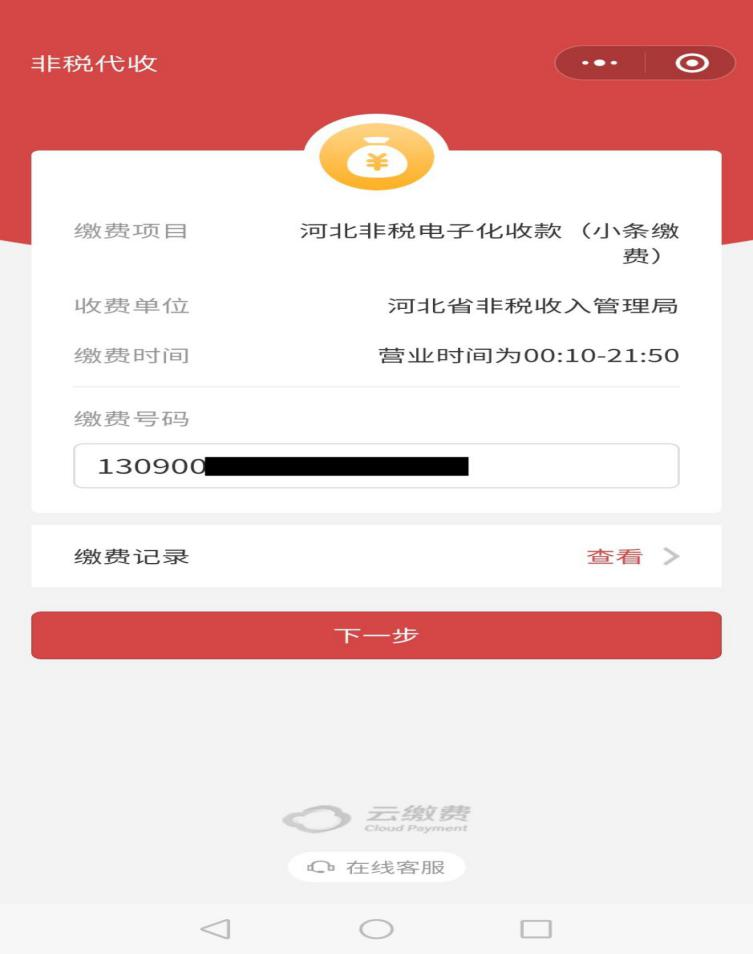 非税代收
缴费项目 河北非税电子化收款（小条缴
费）
收费单位 河北省非税收入管理局
缴费时间 营业时间为00:10-21:50
缴费号码
130900
缴费记录 查看
下一步
云缴费
Cloud Payment
在线客服